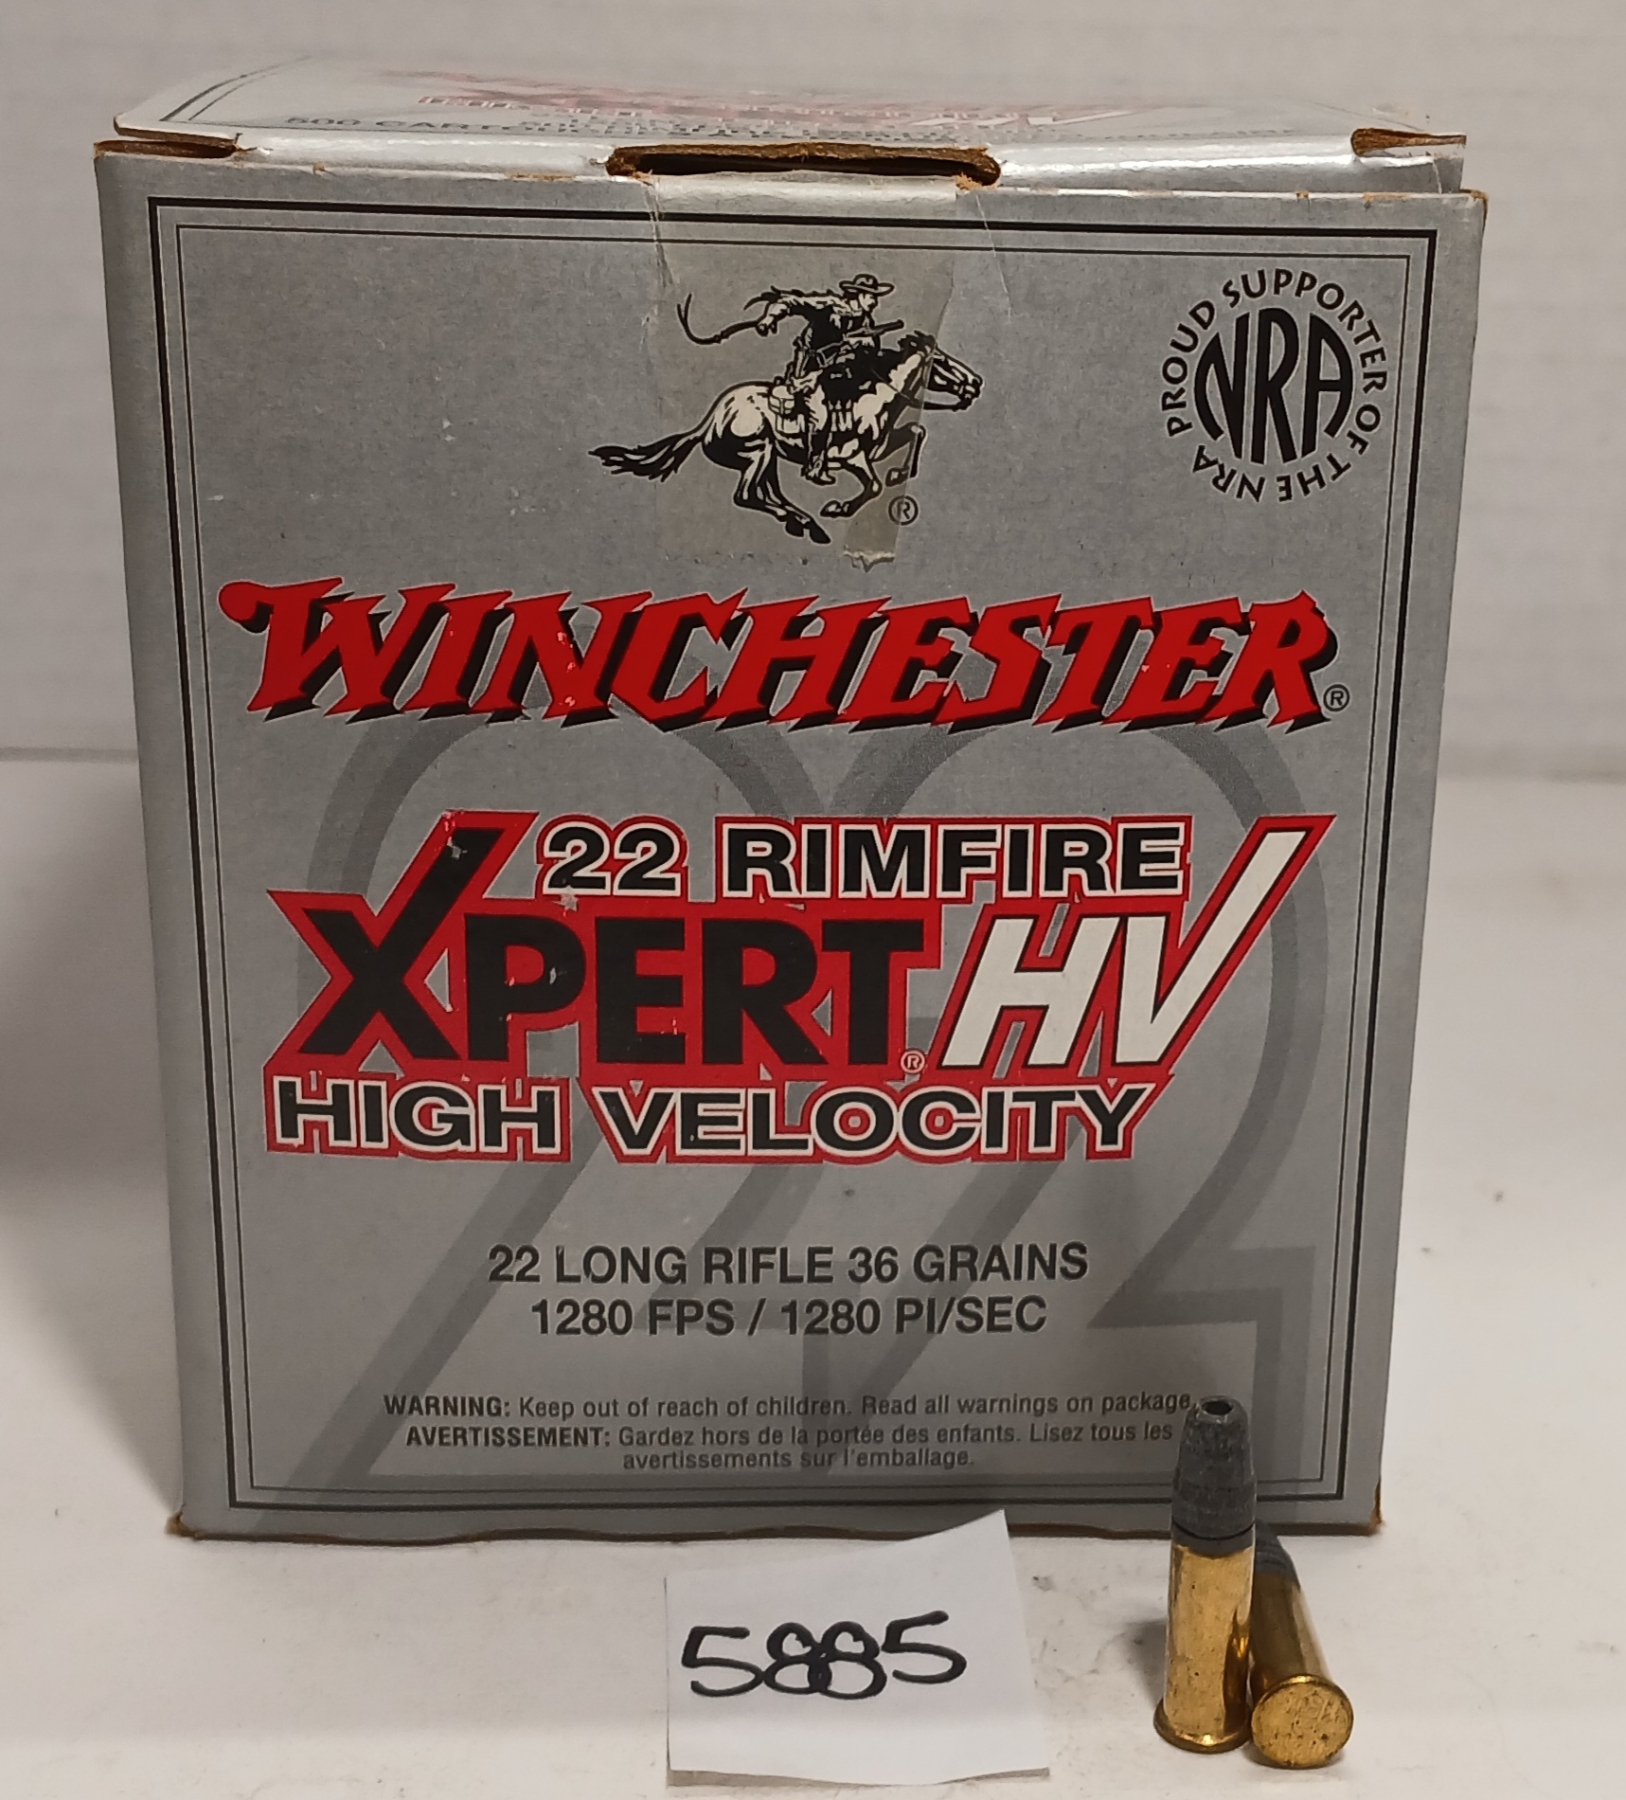 500 CARTOUCHES
PROUD SUPPORTER OF THE NRA
NRA
®
WINCHESTER®
22 RIMFIRE
XPERT® HV
HIGH VELOCITY
22 LONG RIFLE 36 GRAINS
1280 FPS / 1280 PI/SEC
WARNING: Keep out of reach of children. Read all warnings on package.
AVERTISSEMENT: Gardez hors de la portée des enfants. Lisez tous les
avertissements sur l'emballage.
5885